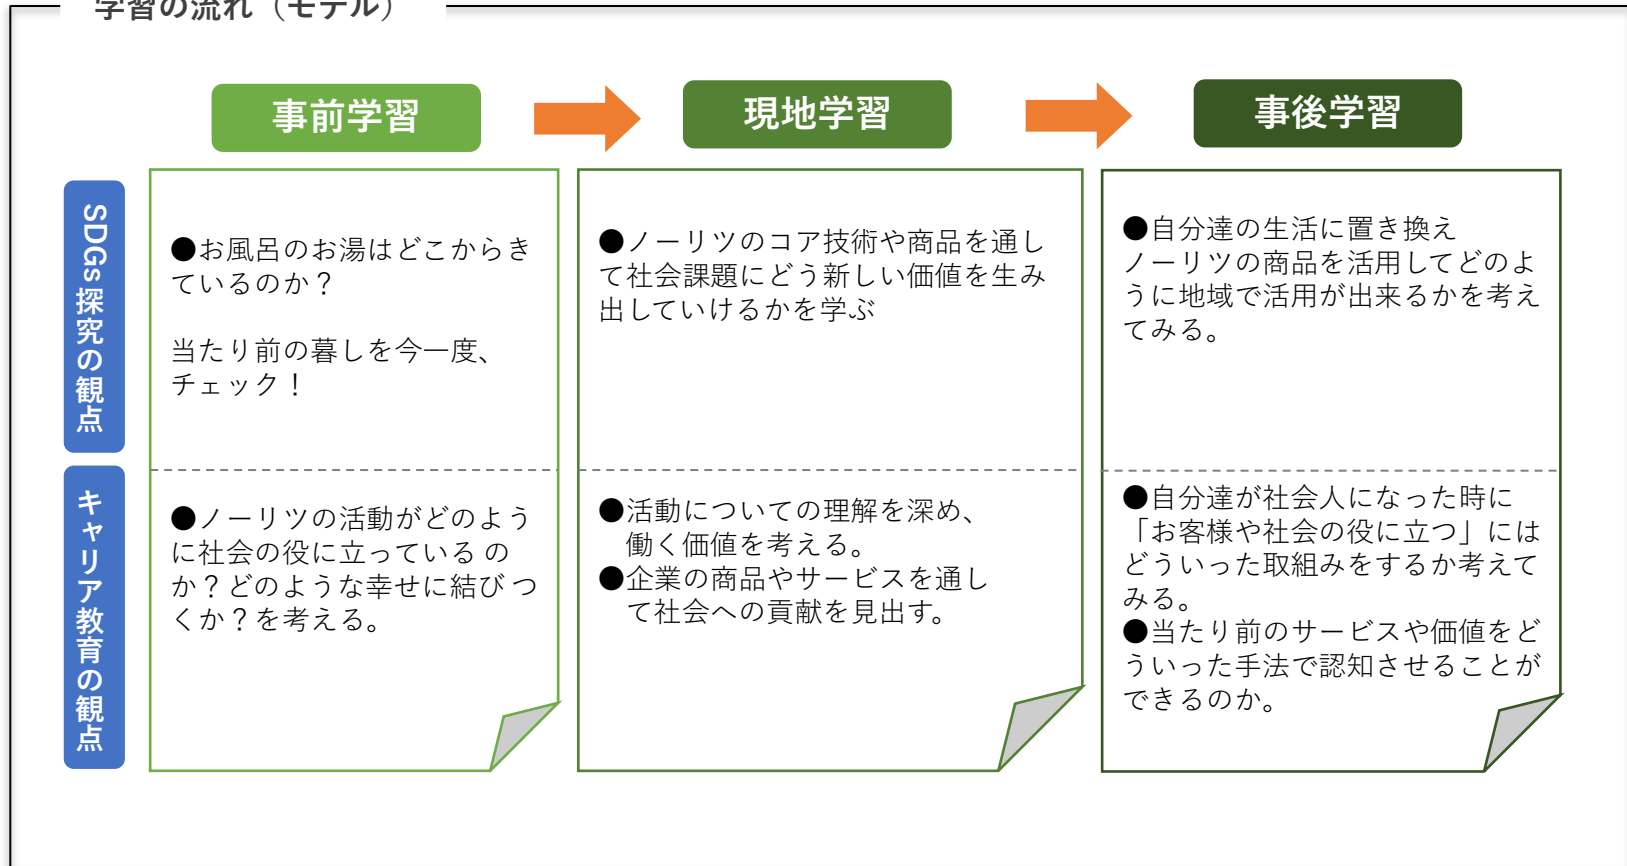 学習の流れ（モデル）
事前学習
現地学習
事後学習
SDGs探究の観点
●お風呂のお湯はどこからき
ているのか？
当たり前の暮しを今一度、
チェック！
●ノーリツのコア技術や商品を通し
て社会課題にどう新しい価値を生み
出していけるかを学ぶ
●自分達の生活に置き換え
ノーリツの商品を活用してどのよ
うに地域で活用が出来るかを考え
てみる。
キャリア教育の観点
●ノーリツの活動がどのよう
に社会の役に立っている の
か？どのような幸せに結び つ
くか？を考える。
●活動についての理解を深め、
働く価値を考える。
●企業の商品やサービスを通し
て社会への貢献を見出す。
●自分達が社会人になった時に
「お客様や社会の役に立つ」には
どういった取組みをするか考えて
みる。
●当たり前のサービスや価値をど
ういった手法で認知させることが
できるのか。